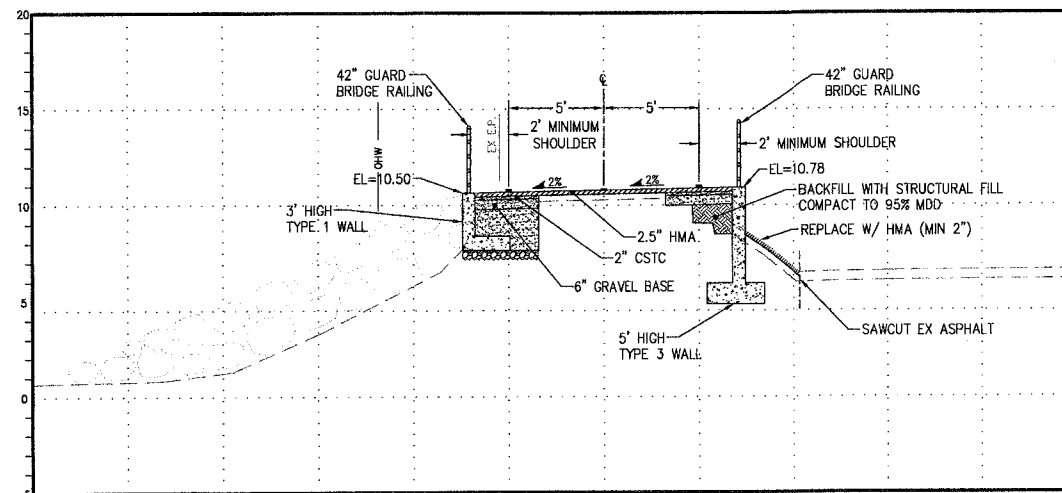 20
15
10
5
0
42" GUARD
BRIDGE RAILING
OHW
EX E.P.
℄
5'
5'
2' MINIMUM
SHOULDER
42" GUARD
BRIDGE RAILING
2' MINIMUM SHOULDER
EL=10.50
2%
2%
EL=10.78
BACKFILL WITH STRUCTURAL FILL
COMPACT TO 95% MDD
REPLACE W/ HMA (MIN 2")
3' HIGH
TYPE 1 WALL
2.5" HMA
2" CSTC
6" GRAVEL BASE
5' HIGH
TYPE 3 WALL
SAWCUT EX ASPHALT